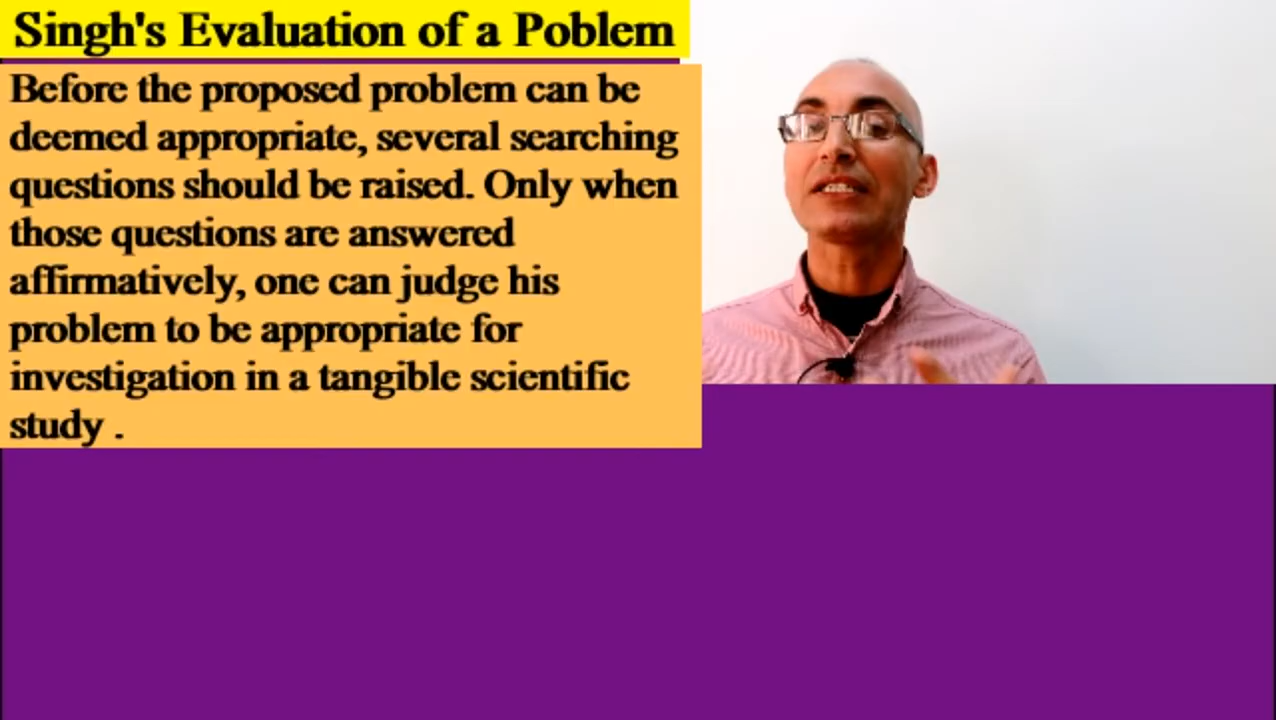 Singh's Evaluation of a Poblem
Before the proposed problem can be
deemed appropriate, several searching
questions should be raised. Only when
those questions are answered
affirmatively, one can judge his
problem to be appropriate for
investigation in a tangible scientific
study .